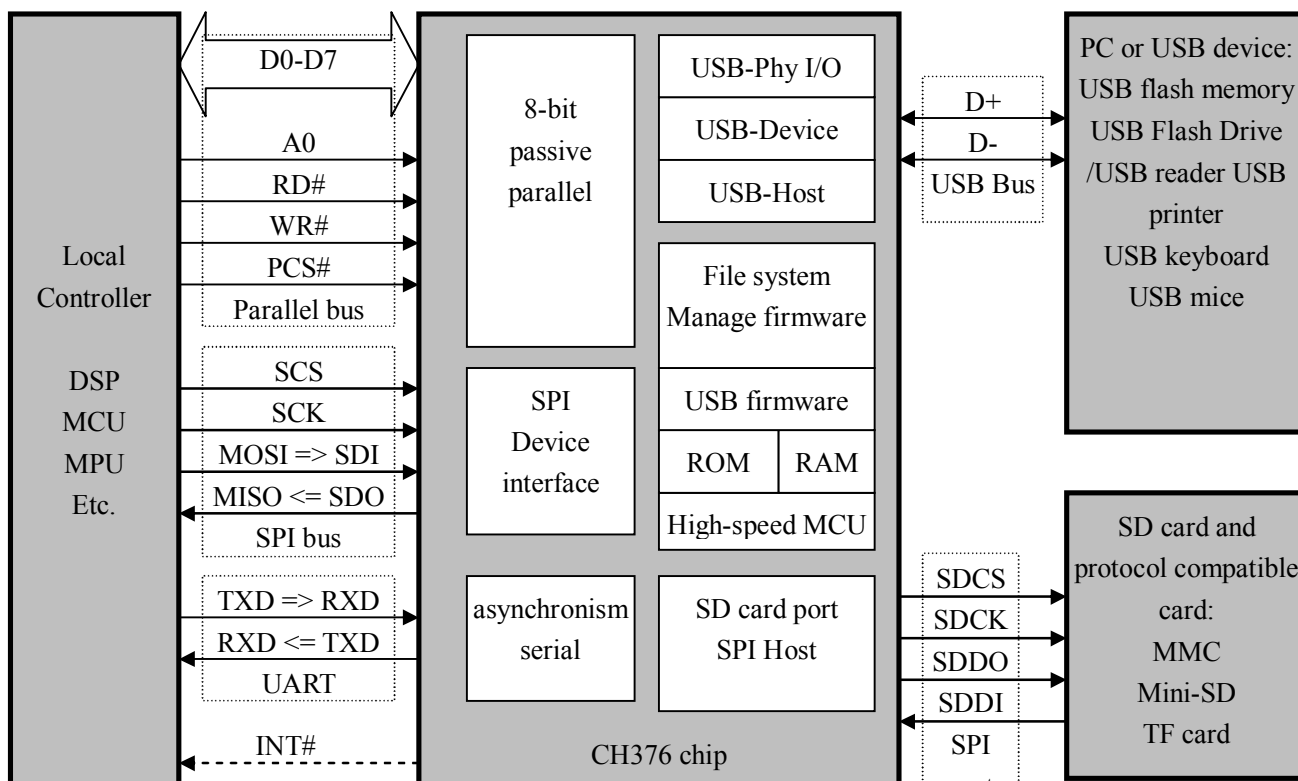 Local
Controller
DSP
MCU
MPU
Etc.
D0-D7
A0
RD#
WR#
PCS#
Parallel bus
SCS
SCK
MOSI => SDI
MISO <= SDO
SPI bus
TXD => RXD
RXD <= TXD
UART
INT#
8-bit
passive
parallel
SPI
Device
interface
asynchronism
serial
USB-Phy I/O
USB-Device
USB-Host
File system
Manage firmware
USB firmware
ROM
RAM
High-speed MCU
SD card port
SPI Host
CH376 chip
D+
D-
USB Bus
SDCS
SDCK
SDDO
SDDI
SPI
PC or USB device:
USB flash memory
USB Flash Drive
/USB reader USB
printer
USB keyboard
USB mice
SD card and
protocol compatible
card:
MMC
Mini-SD
TF card